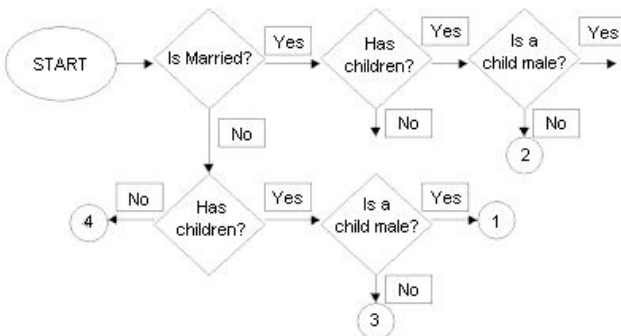 START
Is Married?
Yes
Has
children?
Yes
Is a
child male?
Yes
No
No
No
2
4
No
Has
children?
Yes
Is a
child male?
Yes
1
No
3